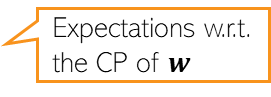 Expectations w.r.t.
the CP of w